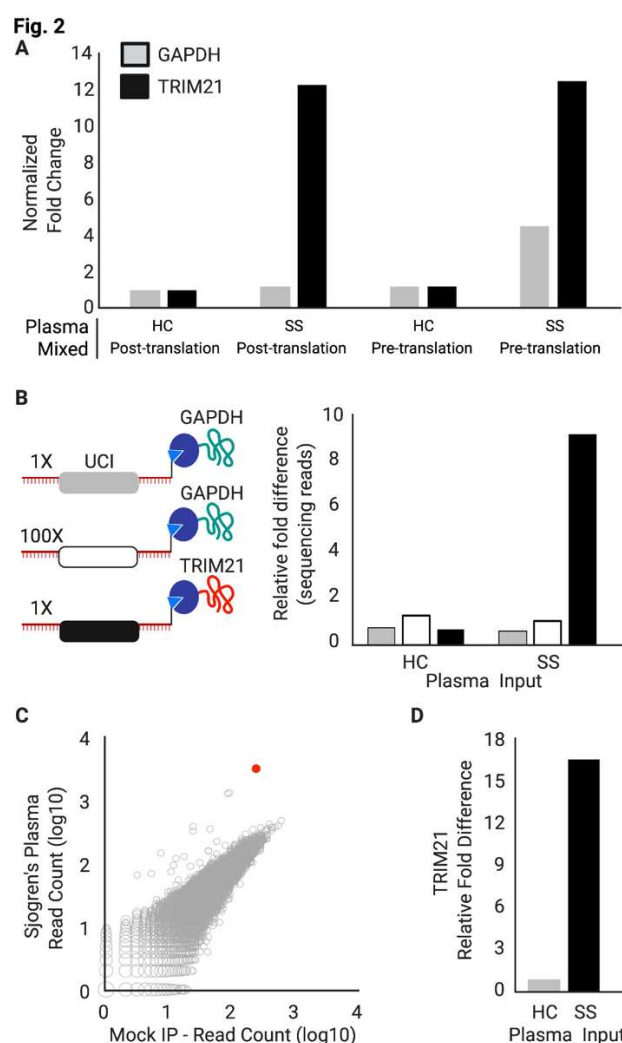 Fig. 2
A
GAPDH
TRIM21
Normalized
Fold Change
14
12
10
8
6
4
2
0
Plasma HC SS HC SS
Mixed Post-translation Post-translation Pre-translation Pre-translation
B
GAPDH
1X UCI
GAPDH
100X
TRIM21
1X
Relative fold difference
(sequencing reads)
10
8
6
4
2
0
HC SS
Plasma Input
C
Sjogren's Plasma
Read Count (log10)
4
3
2
1
0
0 1 2 3 4
Mock IP - Read Count (log10)
D
TRIM21
Relative Fold Difference
18
15
12
9
6
3
0
HC SS
Plasma Input